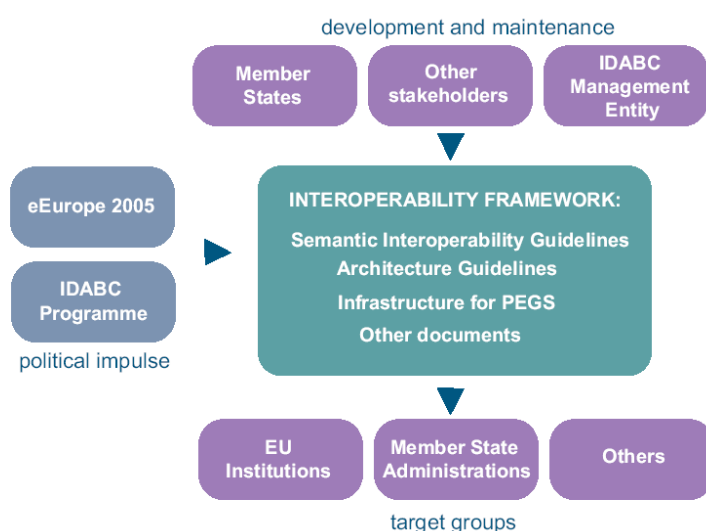 development and maintenance
Member
States
Other
stakeholders
IDABC
Management
Entity
eEurope 2005
IDABC
Programme
political impulse
INTEROPERABILITY FRAMEWORK:
Semantic Interoperability Guidelines
Architecture Guidelines
Infrastructure for PEGS
Other documents
EU
Institutions
Member State
Administrations
Others
target groups